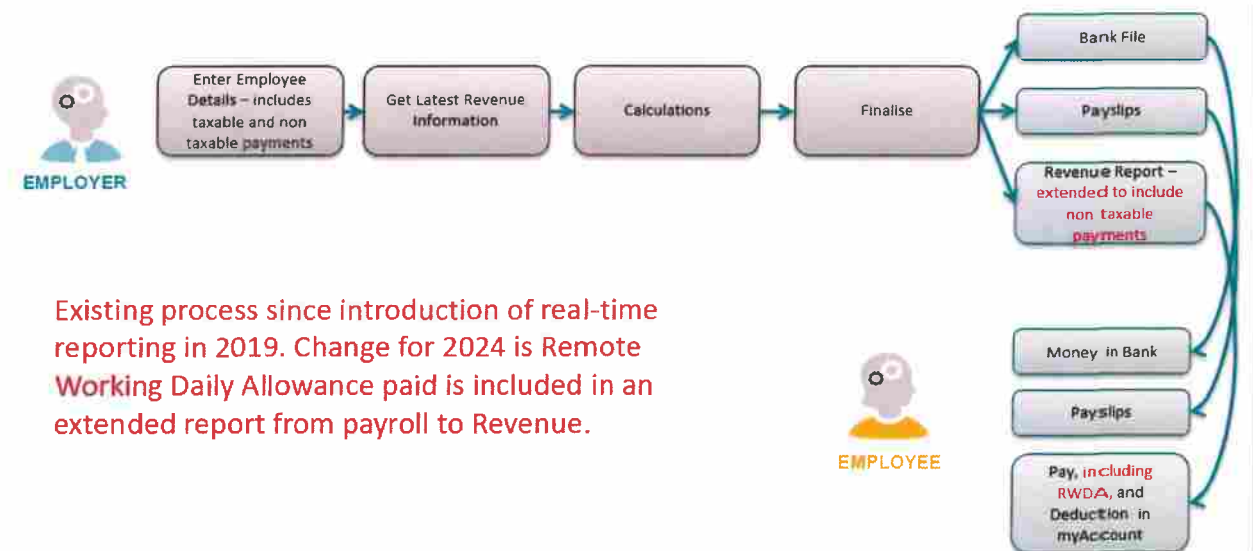 EMPLOYER
Enter Employee
Details – includes
taxable and non
taxable payments
Get Latest Revenue
Information
Calculations
Finalise
Bank File
Payslips
Revenue Report –
extended to include
non taxable
payments
Existing process since introduction of real-time
reporting in 2019. Change for 2024 is Remote
Working Daily Allowance paid is included in an
extended report from payroll to Revenue.
EMPLOYEE
Money in Bank
Payslips
Pay, including
RWDA, and
Deduction in
myAccount